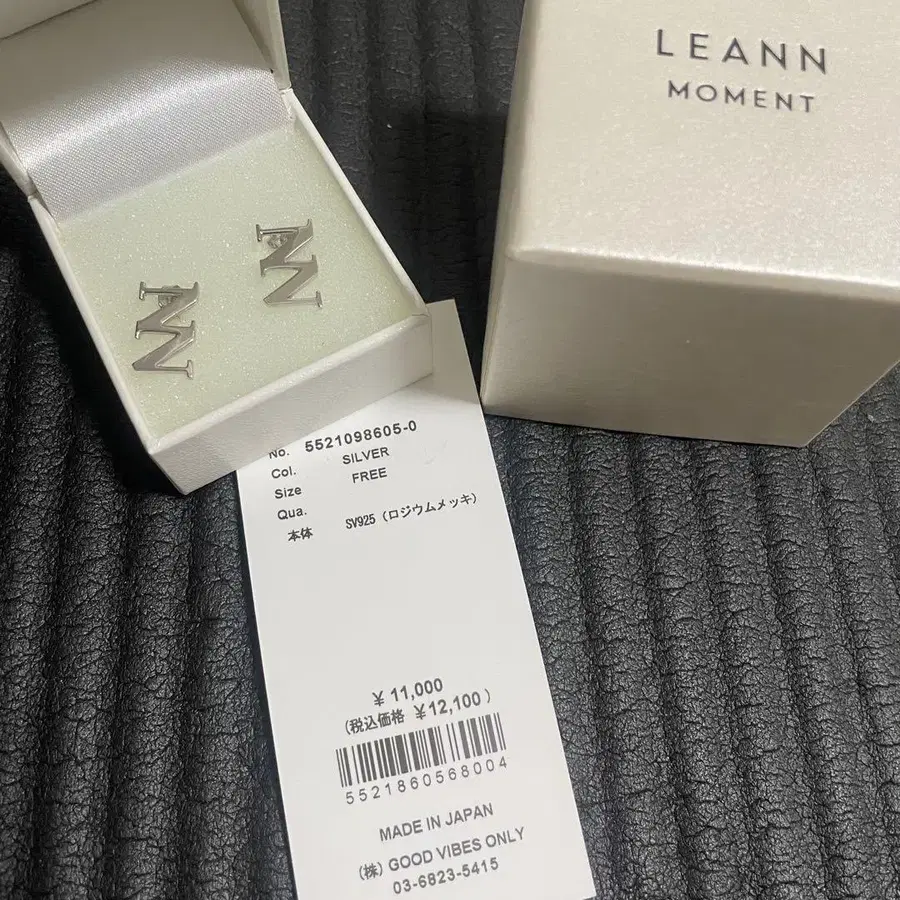 LEANN
MOMENT
No. 5521098605-0
Col. SILVER
Size FREE
Qua.
本体 SV925 (ロジウムメッキ)
¥ 11,000
(税込価格 ¥12,100)
5521860568004
MADE IN JAPAN
(株) GOOD VIBES ONLY
03-6823-5415